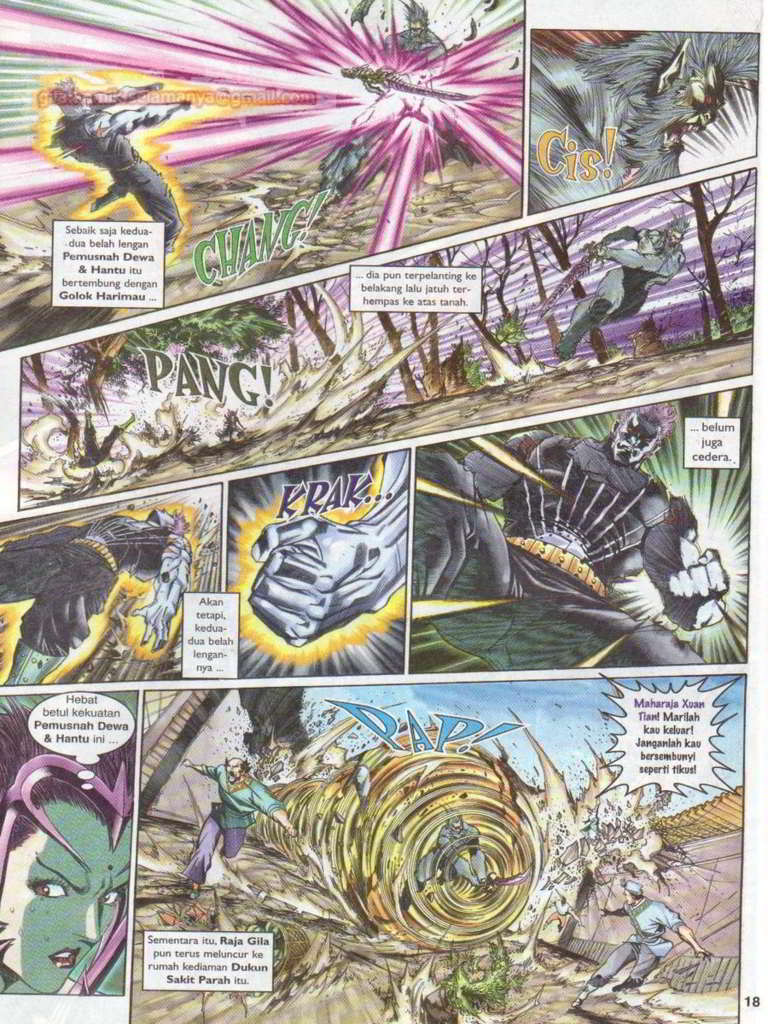 Sebaik saja kedua-
dua belah lengan
Pemusnah Dewa
& Hantu itu
bertembung dengan
Golok Harimau ...
CHANG!
Cis!
... dia pun terpelanting ke
belakang lalu jatuh ter-
hempas ke atas tanah.
PANG!
... belum
juga
cedera.
KRAK...
Akan
tetapi,
kedua-
dua belah
lengan-
nya ...
Hebat
betul kekuatan
Pemusnah Dewa
& Hantu ini ...
PAP!
Maharaja Xuan
Tian! Marilah
kau keluar!
Janganlah kau
bersembunyi
seperti tikus!
Sementara itu, Raja Gila
pun terus meluncur ke
rumah kediaman Dukun
Sakit Parah itu.
18